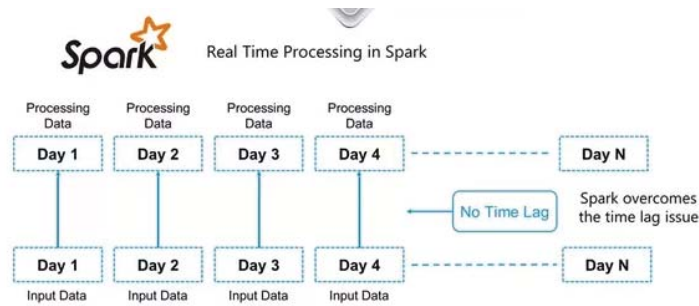 Spark
Real Time Processing in Spark
Processing
Data
Processing
Data
Processing
Data
Processing
Data
Day 1
Day 2
Day 3
Day 4
Day N
No Time Lag
Spark overcomes
the time lag issue
Day 1
Day 2
Day 3
Day 4
Day N
Input Data
Input Data
Input Data
Input Data